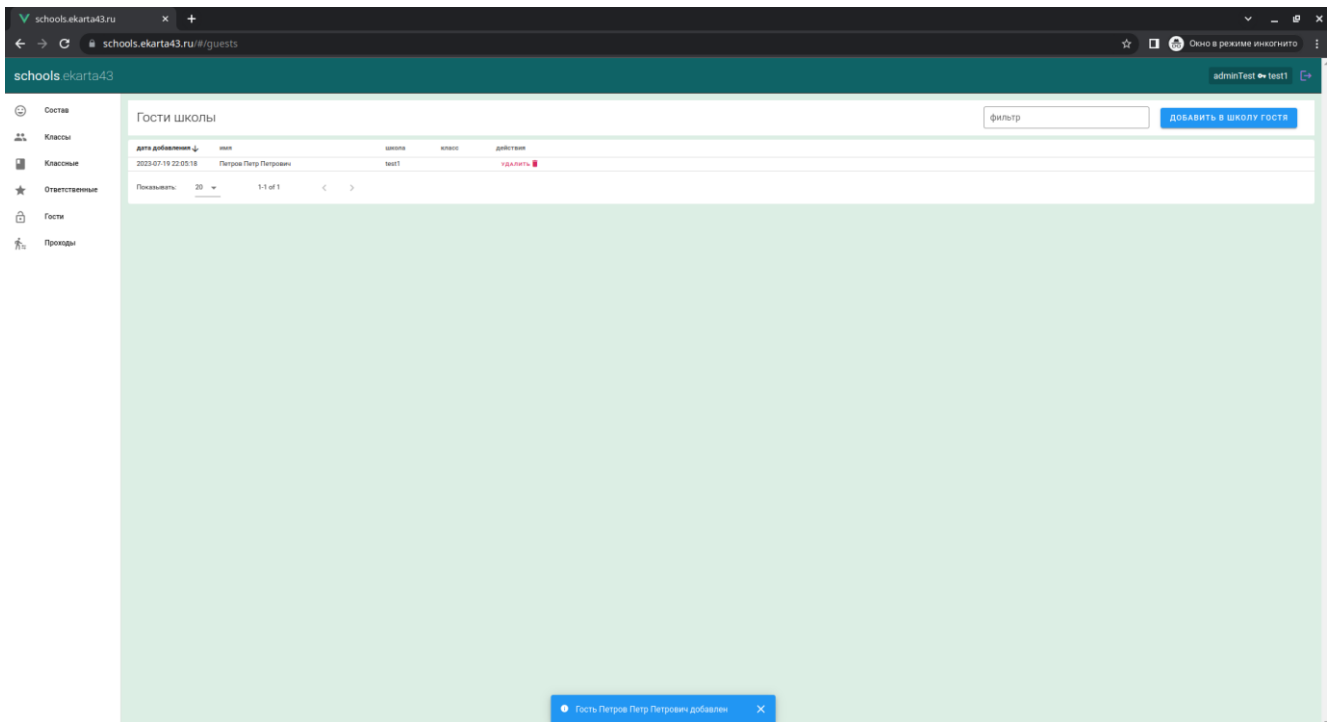 schools.ekarta43.ru
schools.ekarta43.ru/#/guests
Окно в режиме инкогнито
schools.ekarta43
adminTest test1
Состав
Классы
Классные
Ответственные
Гости
Проходы
Гости школы
фильтр
ДОБАВИТЬ В ШКОЛУ ГОСТЯ
дата добавления имя школа класс действия
2023-07-19 22:05:18 Петров Петр Петрович test1 УДАЛИТЬ
Показывать: 20 1-1 of 1
Гость Петров Петр Петрович добавлен